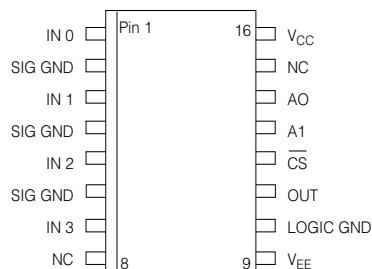 IN 0 Pin 1 16 V_CC
SIG GND NC
IN 1 AO
SIG GND A1
IN 2 C̅S̅
SIG GND OUT
IN 3 LOGIC GND
NC 8 9 V_EE